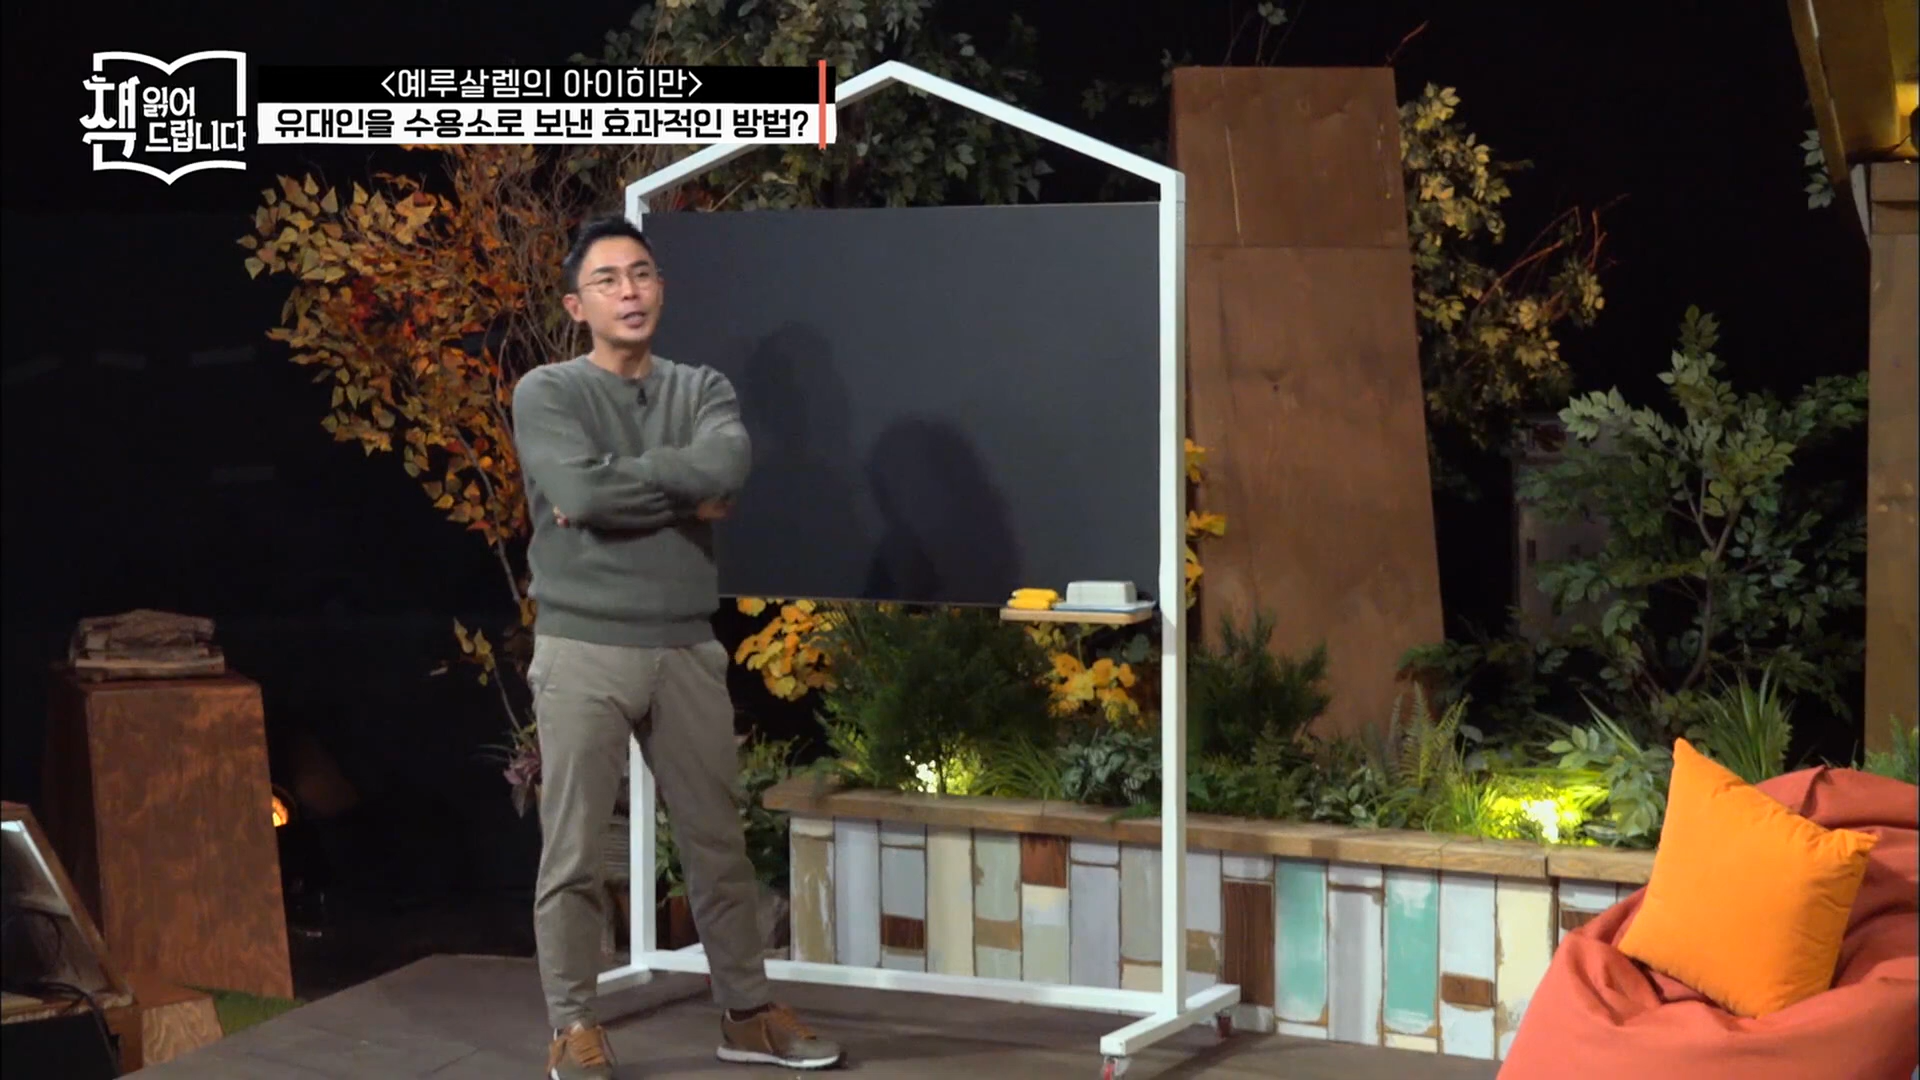 책 읽어
드립니다
<예루살렘의 아이히만>
유대인을 수용소로 보낸 효과적인 방법?